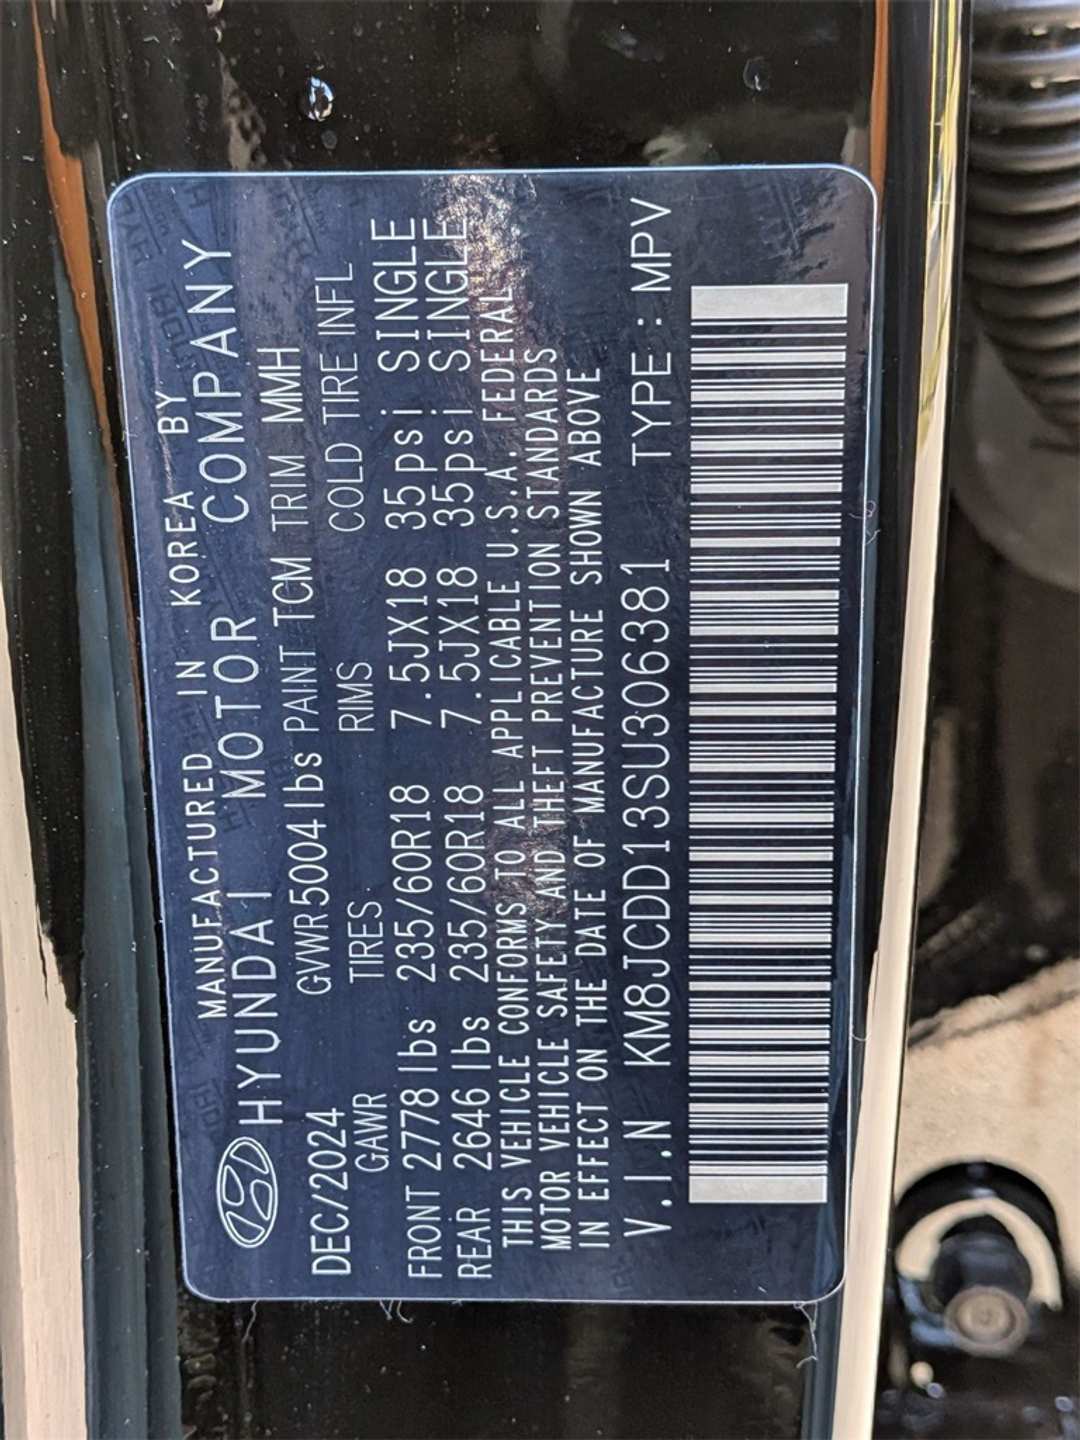 MANUFACTURED IN KOREA BY
HYUNDAI MOTOR COMPANY
DEC/2024 GVWR5004lbs PAINT TCM TRIM MMH
GAWR TIRES RIMS COLD TIRE INFL
FRONT 2778 lbs 235/60R18 7.5JX18 35psi SINGLE
REAR 2646 lbs 235/60R18 7.5JX18 35psi SINGLE
THIS VEHICLE CONFORMS TO ALL APPLICABLE U.S.A. FEDERAL
MOTOR VEHICLE SAFETY AND THEFT PREVENTION STANDARDS
IN EFFECT ON THE DATE OF MANUFACTURE SHOWN ABOVE
V.I.N KM8JCDD13SU306381 TYPE : MPV